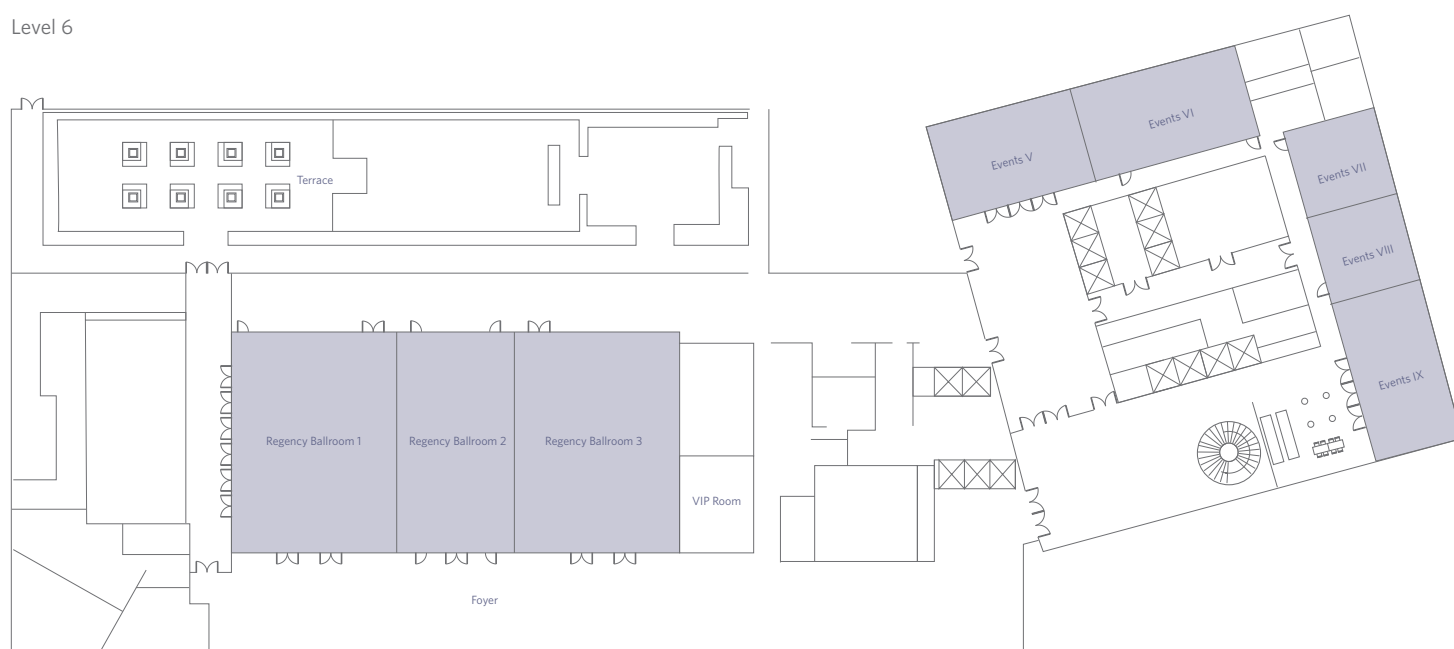 Level 6
Events V
Events VI
Events VII
Events VIII
Events IX
Terrace
Regency Ballroom 1
Regency Ballroom 2
Regency Ballroom 3
VIP Room
Foyer